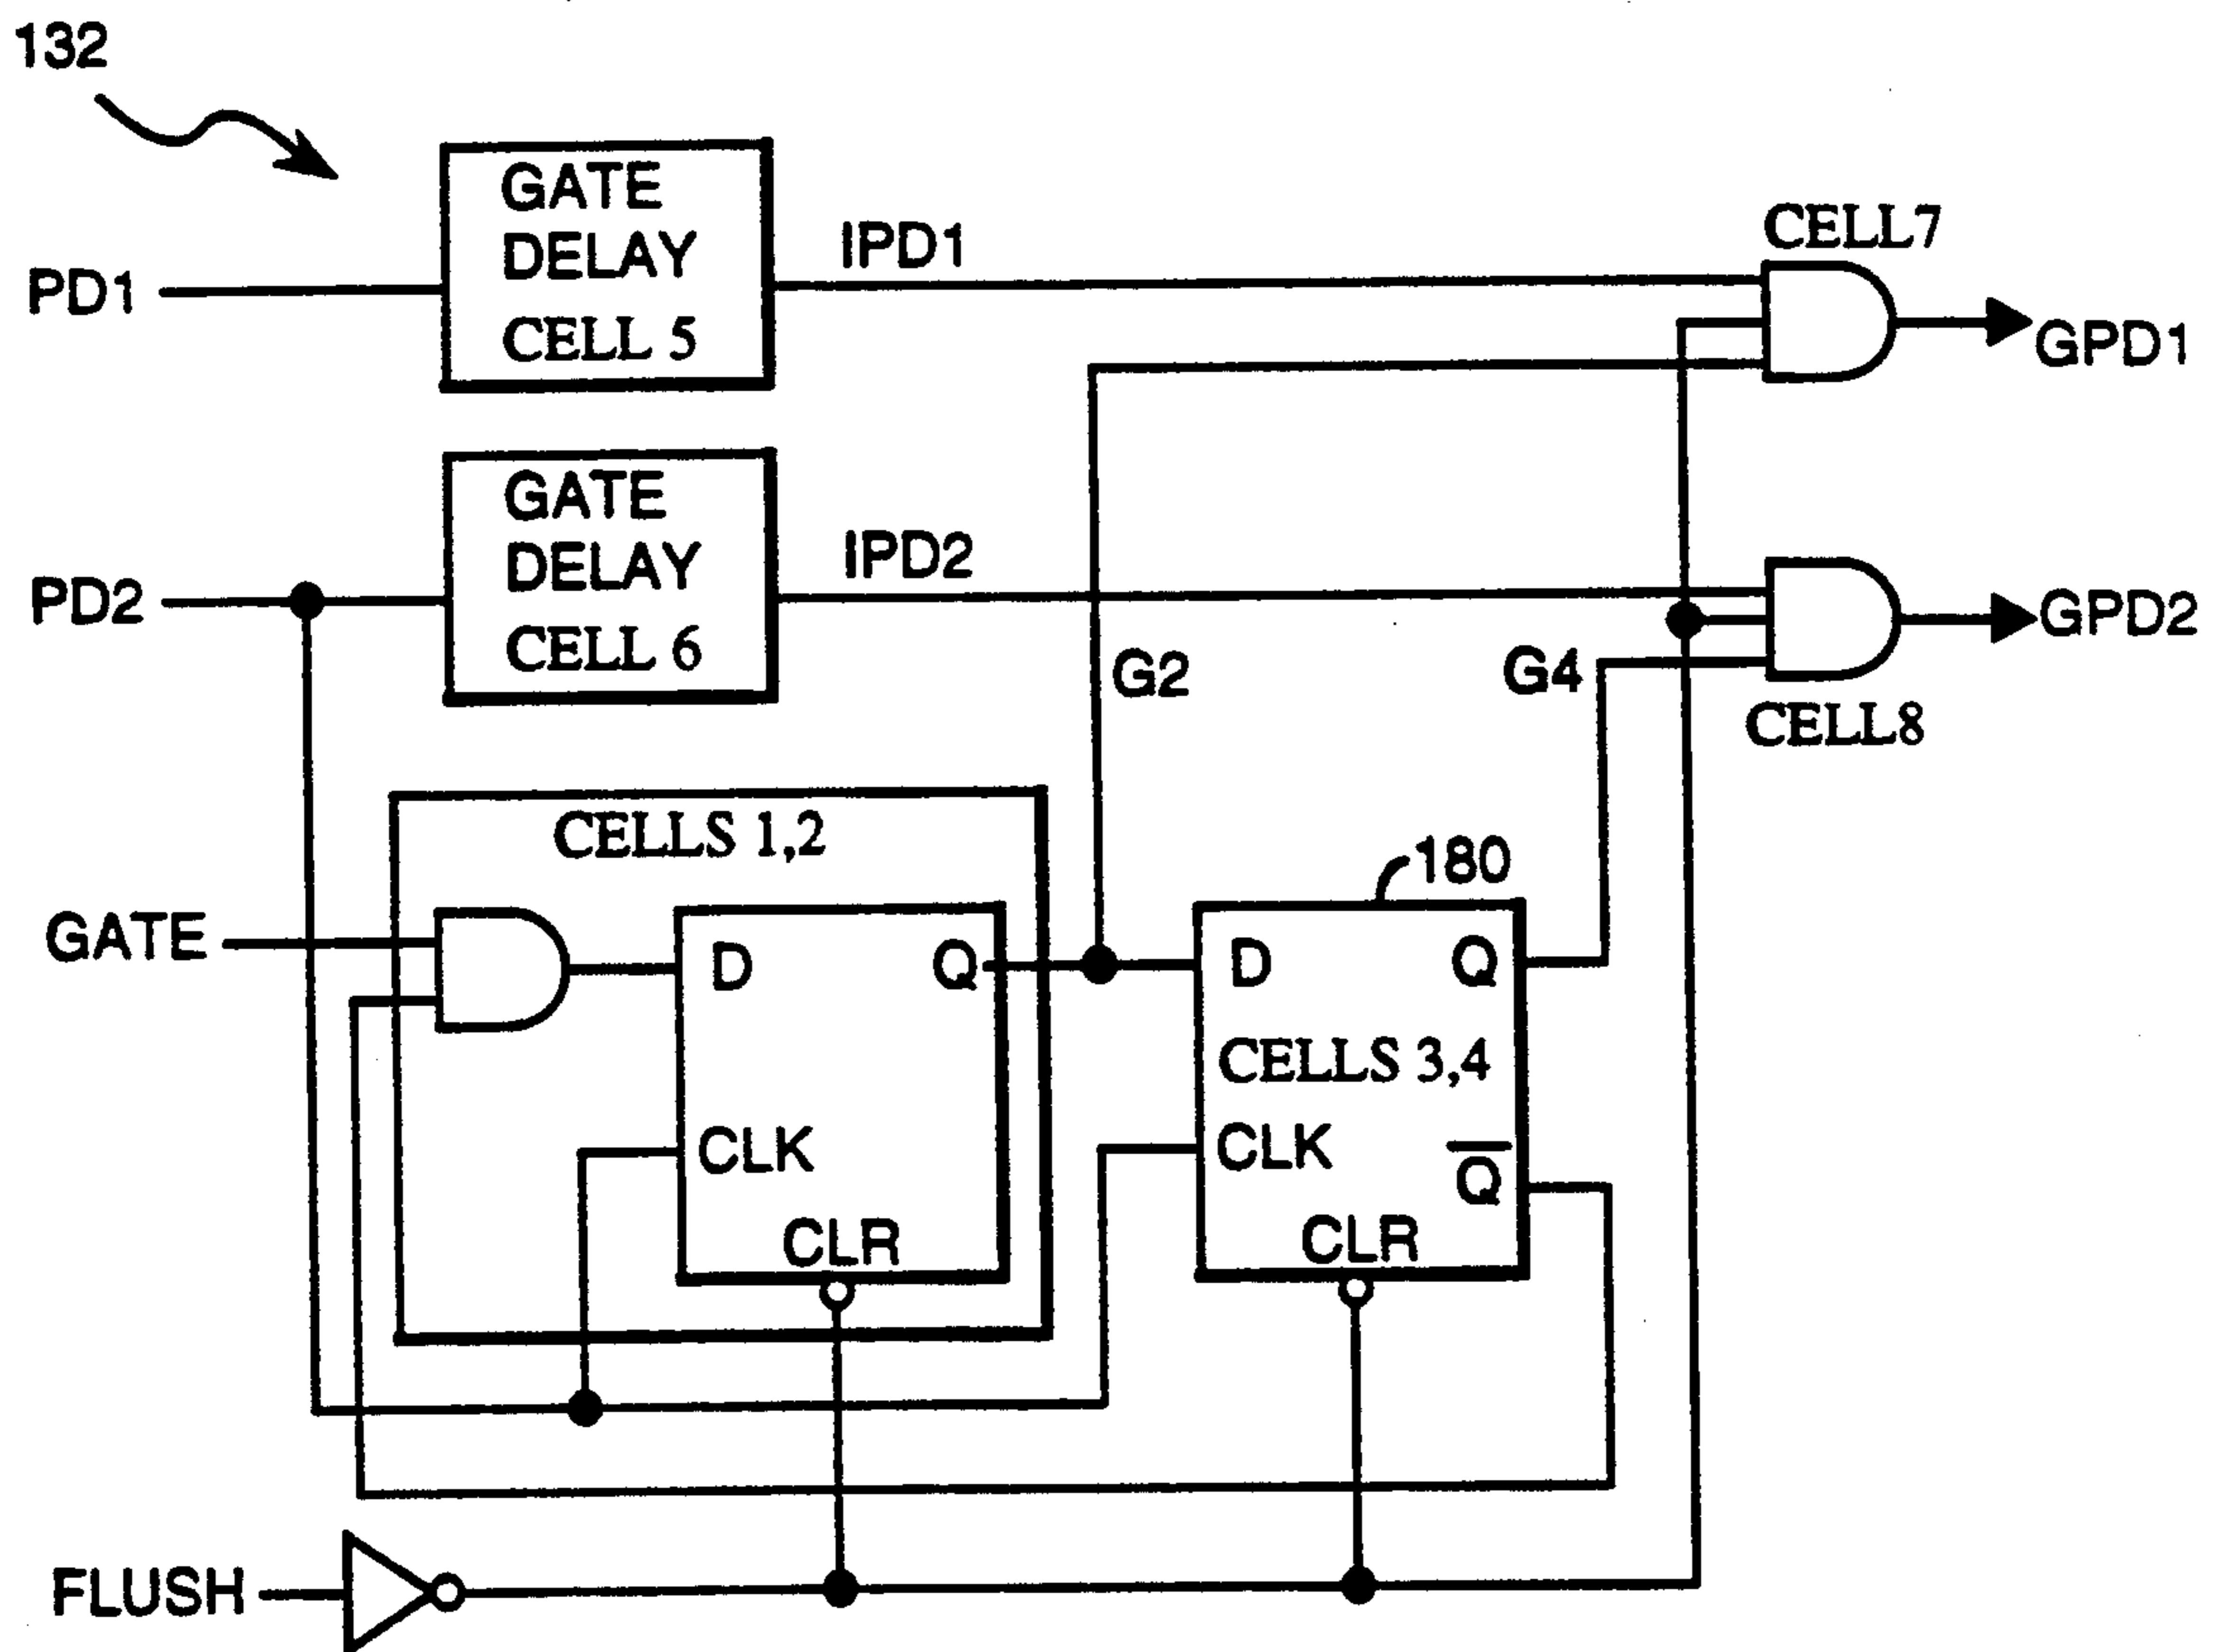 132
GATE
DELAY
CELL 5
PD1
IPD1
CELL7
GPD1
GATE
DELAY
CELL 6
PD2
IPD2
GPD2
G2
G4
CELL8
CELLS 1,2
180
GATE
D
Q
D
Q
CELLS 3,4
CLK
CLK
Q̅
CLR
CLR
FLUSH